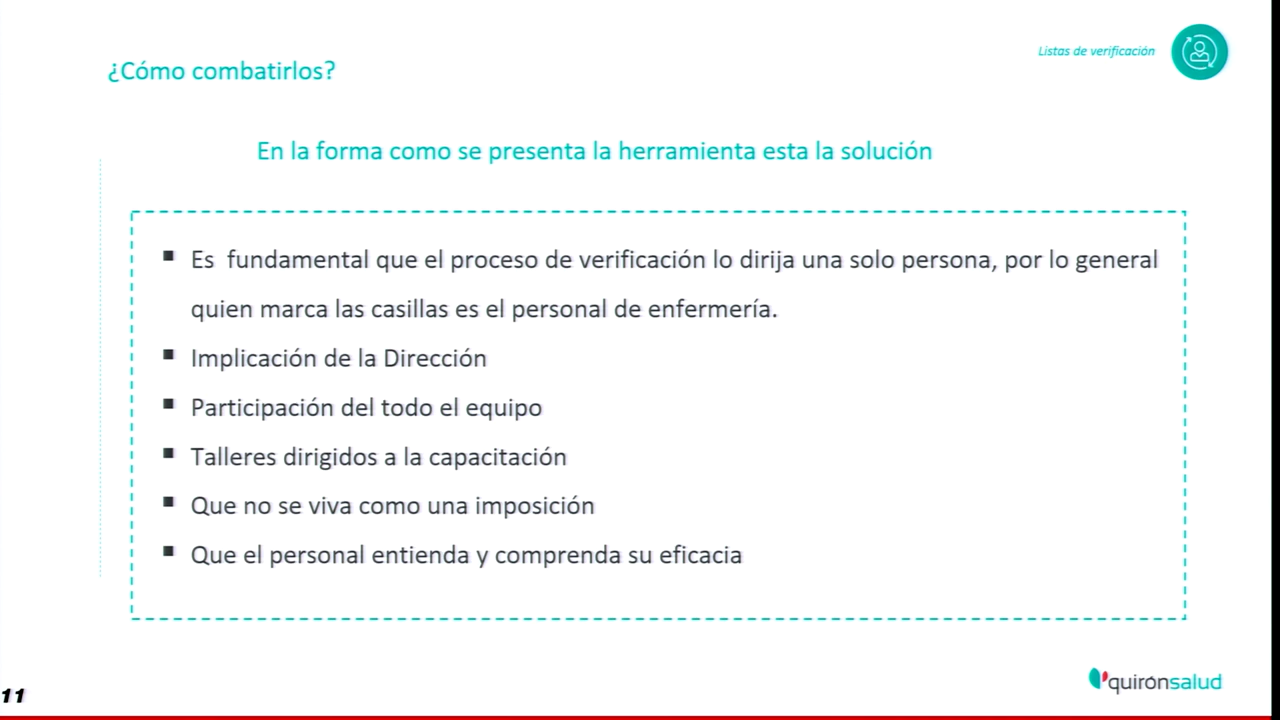 Listas de verificación
¿Cómo combatirlos?
En la forma como se presenta la herramienta esta la solución
▪ Es fundamental que el proceso de verificación lo dirija una solo persona, por lo general
quien marca las casillas es el personal de enfermería.
▪ Implicación de la Dirección
▪ Participación del todo el equipo
▪ Talleres dirigidos a la capacitación
▪ Que no se viva como una imposición
▪ Que el personal entienda y comprenda su eficacia
quirónsalud
11